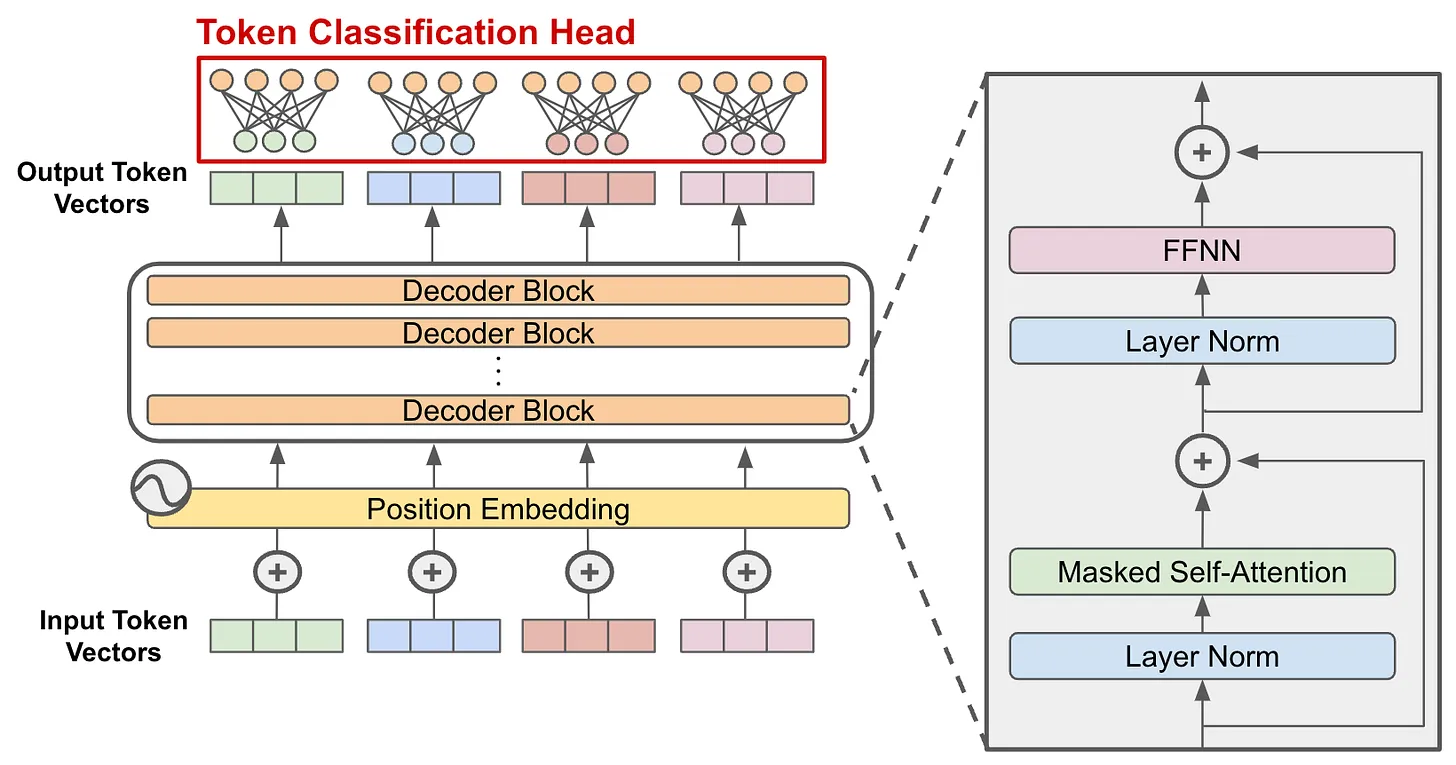 Token Classification Head
Output Token
Vectors
Decoder Block
Decoder Block
Decoder Block
Position Embedding
+
+
+
+
Input Token
Vectors
+
FFNN
Layer Norm
+
Masked Self-Attention
Layer Norm